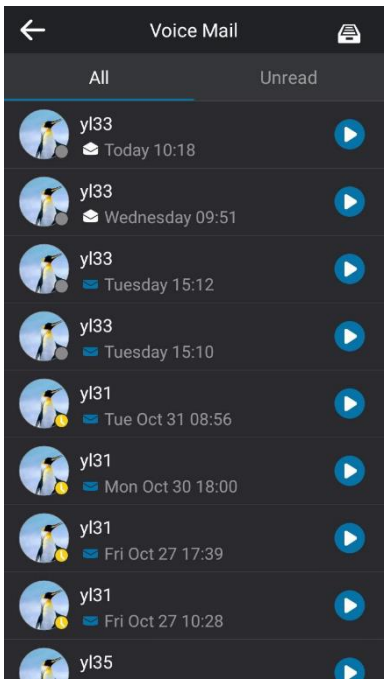 Voice Mail
All
Unread
yl33
Today 10:18
yl33
Wednesday 09:51
yl33
Tuesday 15:12
yl33
Tuesday 15:10
yl31
Tue Oct 31 08:56
yl31
Mon Oct 30 18:00
yl31
Fri Oct 27 17:39
yl31
Fri Oct 27 10:28
yl35